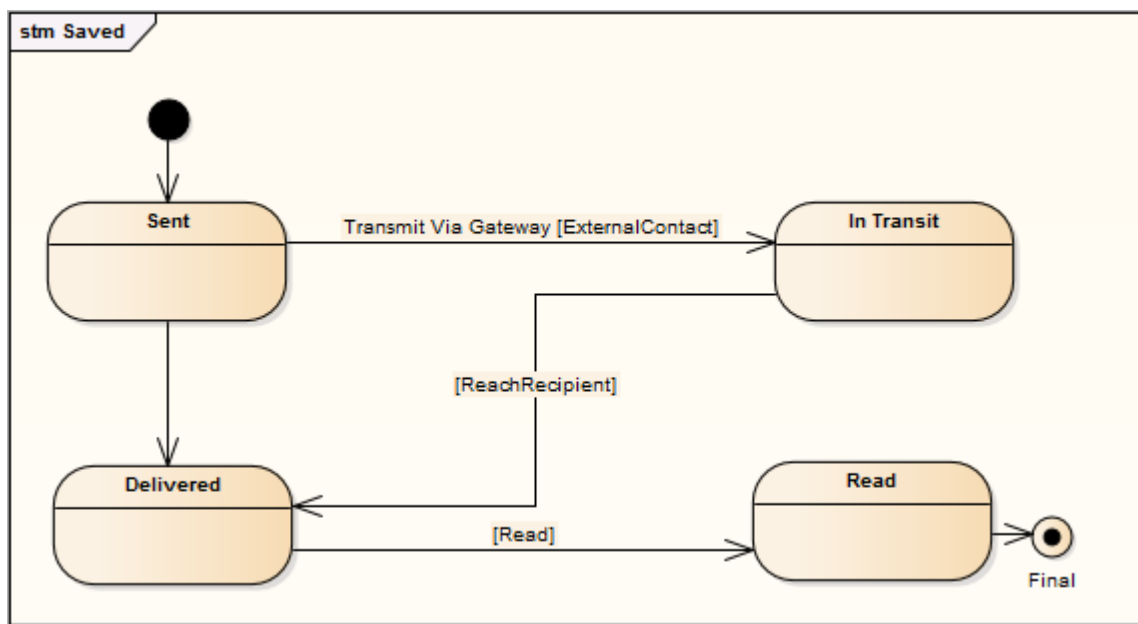 stm Saved
Sent
Transmit Via Gateway [ExternalContact]
In Transit
[ReachRecipient]
Delivered
[Read]
Read
Final